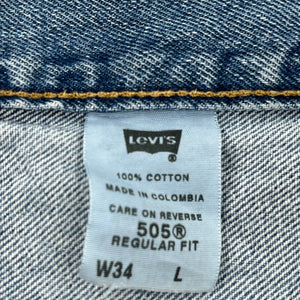 Levi's
®
100% COTTON
MADE IN COLOMBIA
CARE ON REVERSE
505®
REGULAR FIT
W34 L